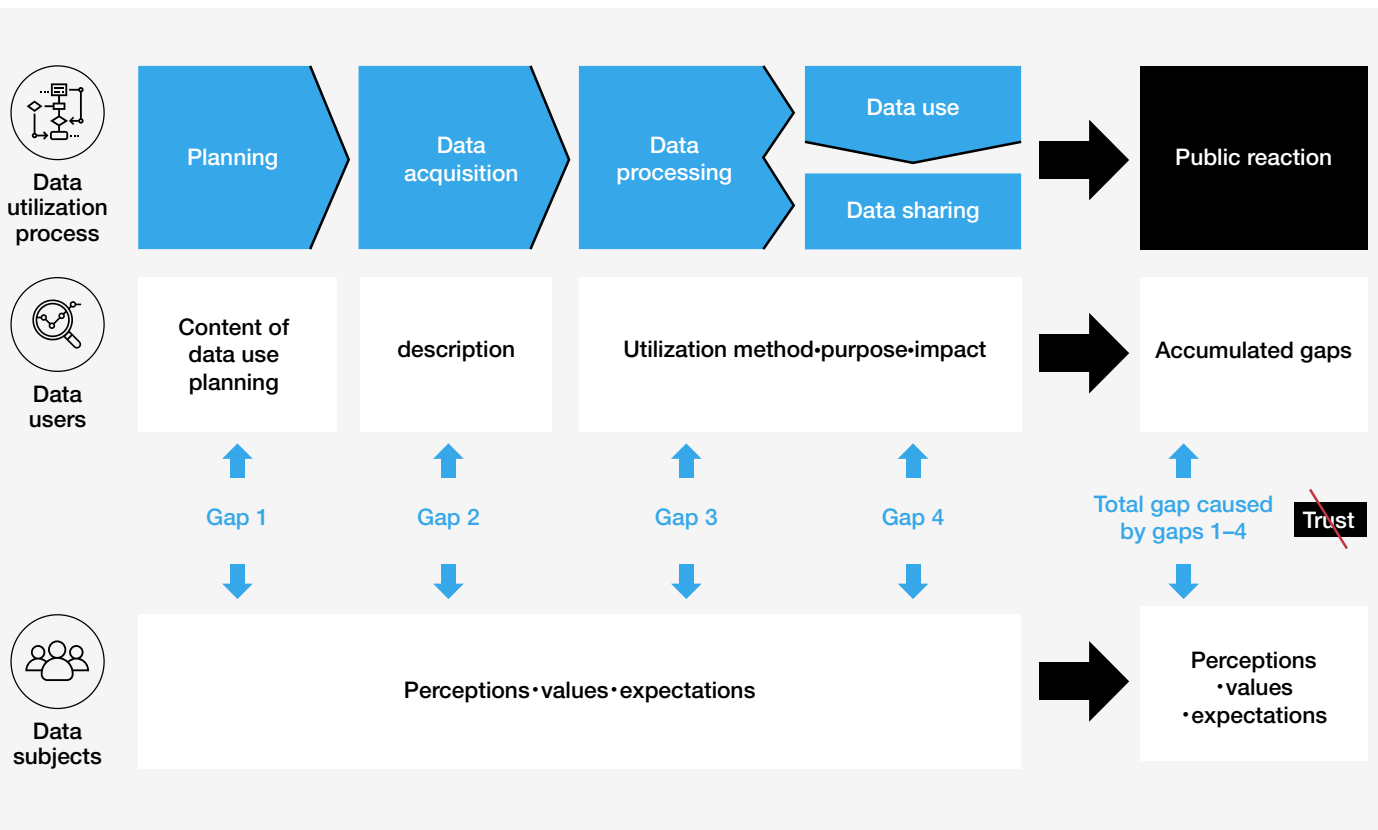 Data
utilization
process
Planning
Data
acquisition
Data
processing
Data use
Data sharing
Public reaction
Data
users
Content of
data use
planning
description
Utilization method•purpose•impact
Accumulated gaps
Gap 1
Gap 2
Gap 3
Gap 4
Total gap caused
by gaps 1–4
Trust
Data
subjects
Perceptions•values•expectations
Perceptions
•values
•expectations